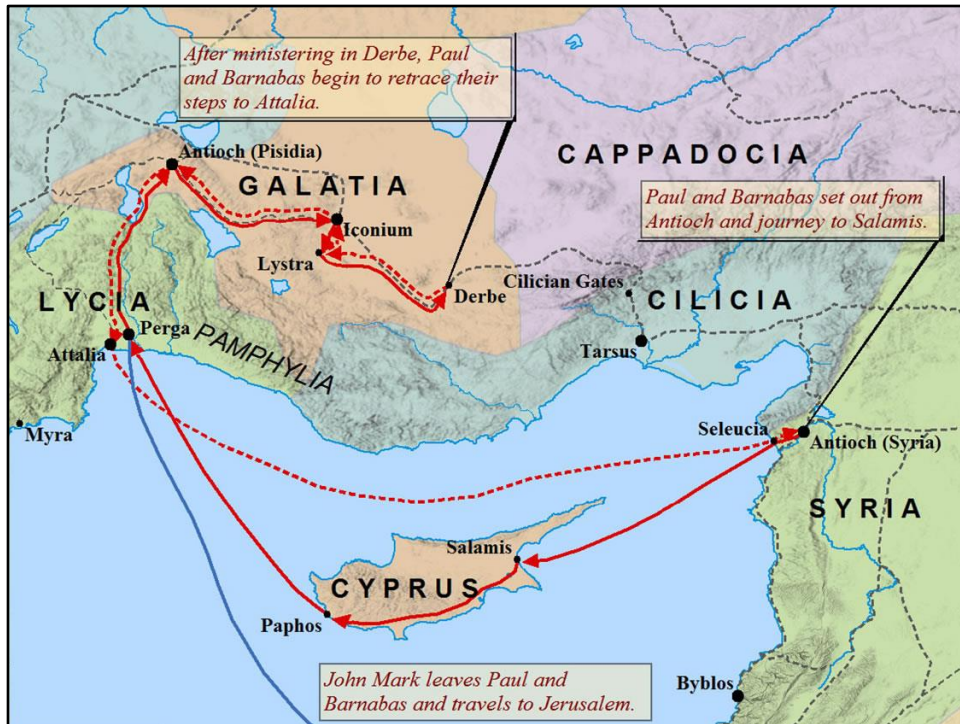 After ministering in Derbe, Paul
and Barnabas begin to retrace their
steps to Attalia.
CAPPADOCIA
Antioch (Pisidia)
GALATIA
Paul and Barnabas set out from
Antioch and journey to Salamis.
Iconium
Lystra
Cilician Gates
Derbe
CILICIA
LYCIA
Perga
PAMPHYLIA
Attalia
Tarsus
Myra
Seleucia
Antioch (Syria)
SYRIA
Salamis
CYPRUS
Paphos
John Mark leaves Paul and
Barnabas and travels to Jerusalem.
Byblos